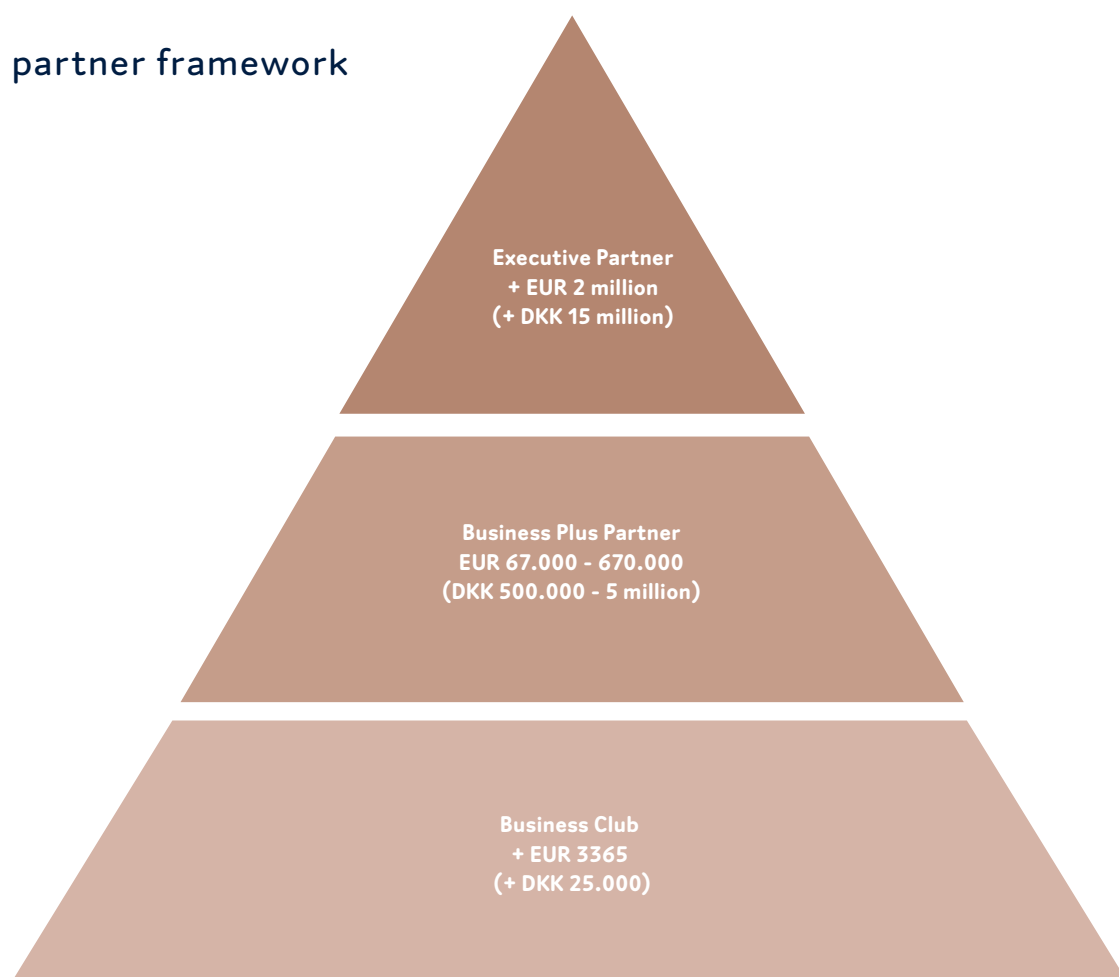 partner framework
Executive Partner
+ EUR 2 million
(+ DKK 15 million)
Business Plus Partner
EUR 67.000 - 670.000
(DKK 500.000 - 5 million)
Business Club
+ EUR 3365
(+ DKK 25.000)